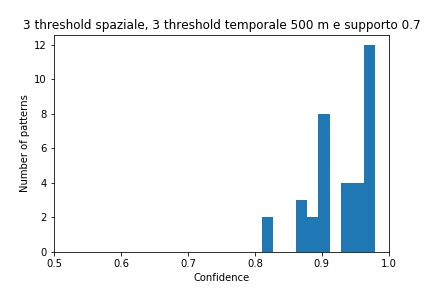 3 threshold spaziale, 3 threshold temporale 500 m e supporto 0.7
12
10
8
6
4
2
0
Number of patterns
0.5 0.6 0.7 0.8 0.9 1.0
Confidence